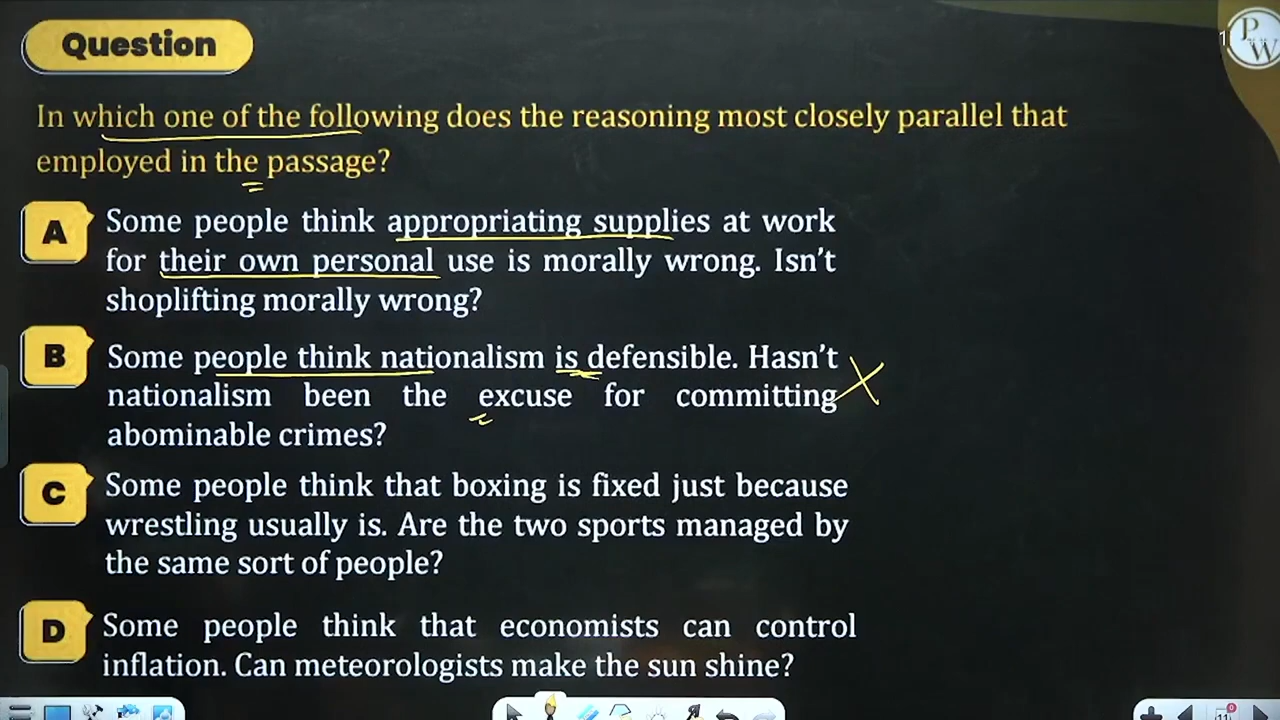 Question
1
P
W
In which one of the following does the reasoning most closely parallel that
employed in the passage?
A
Some people think appropriating supplies at work
for their own personal use is morally wrong. Isn't
shoplifting morally wrong?
B
Some people think nationalism is defensible. Hasn't
nationalism been the excuse for committing
abominable crimes?
C
Some people think that boxing is fixed just because
wrestling usually is. Are the two sports managed by
the same sort of people?
D
Some people think that economists can control
inflation. Can meteorologists make the sun shine?